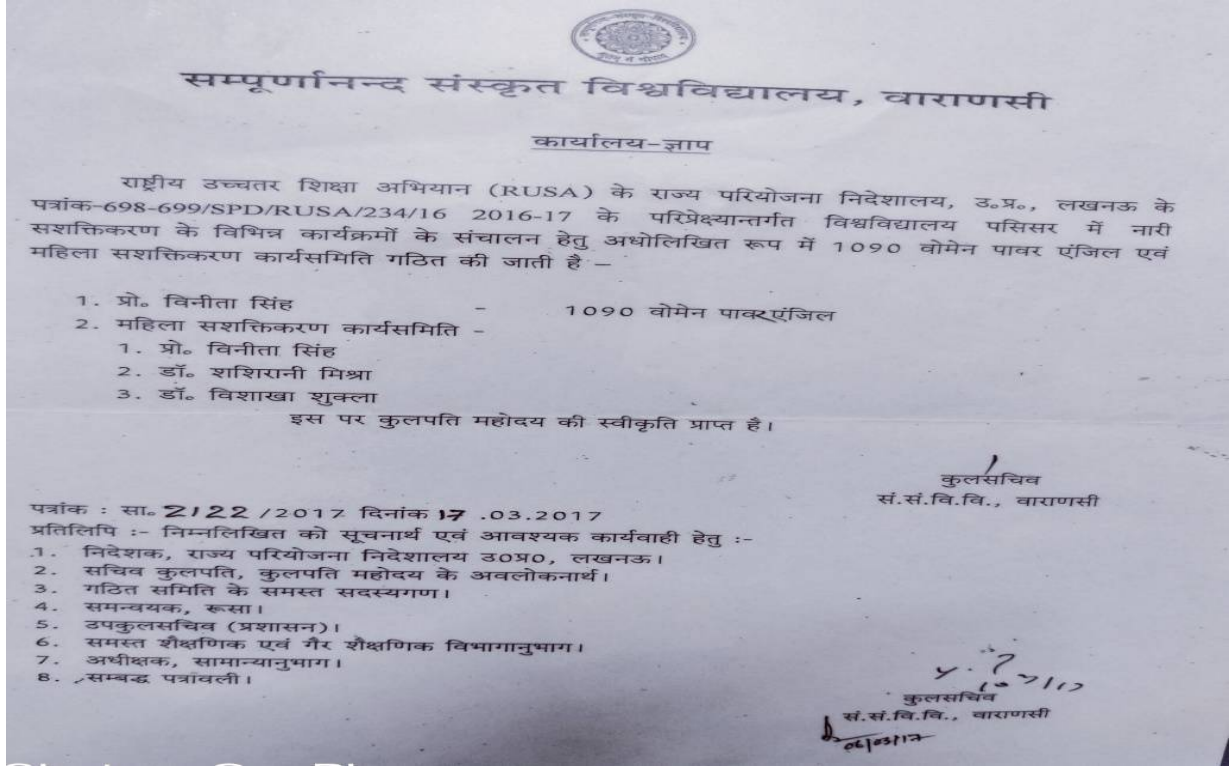 सम्पूर्णानन्द संस्कृत विश्वविद्यालय, वाराणसी
कार्यालय-ज्ञाप
राष्ट्रीय उच्चतर शिक्षा अभियान (RUSA) के राज्य परियोजना निदेशालय, उ.प्र., लखनऊ के
पत्रांक-698-699/SPD/RUSA/234/16 2016-17 के परिप्रेक्ष्यान्तर्गत विश्वविद्यालय पसिसर में नारी
सशक्तिकरण के विभिन्न कार्यक्रमों के संचालन हेतु अधोलिखित रूप में 1090 वोमेन पावर एंजिल एवं
महिला सशक्तिकरण कार्यसमिति गठित की जाती है –
1. प्रो० विनीता सिंह - 1090 वोमेन पावर एंजिल
2. महिला सशक्तिकरण कार्यसमिति -
1. प्रो० विनीता सिंह
2. डॉ० शशिरानी मिश्रा
3. डॉ० विशाखा शुक्ला
इस पर कुलपति महोदय की स्वीकृति प्राप्त है।
कुलसचिव
सं.सं.वि.वि., वाराणसी
पत्रांक : सा० 2122 /2017 दिनांक 17 .03.2017
प्रतिलिपि :- निम्नलिखित को सूचनार्थ एवं आवश्यक कार्यवाही हेतु :-
1. निदेशक, राज्य परियोजना निदेशालय उ०प्र०, लखनऊ।
2. सचिव कुलपति, कुलपति महोदय के अवलोकनार्थ।
3. गठित समिति के समस्त सदस्यगण।
4. समन्वयक, रूसा।
5. उपकुलसचिव (प्रशासन)।
6. समस्त शैक्षणिक एवं गैर शैक्षणिक विभागानुभाग।
7. अधीक्षक, सामान्यानुभाग।
8. सम्बद्ध पत्रावली।
कुलसचिव
सं.सं.वि.वि., वाराणसी
06/03/17